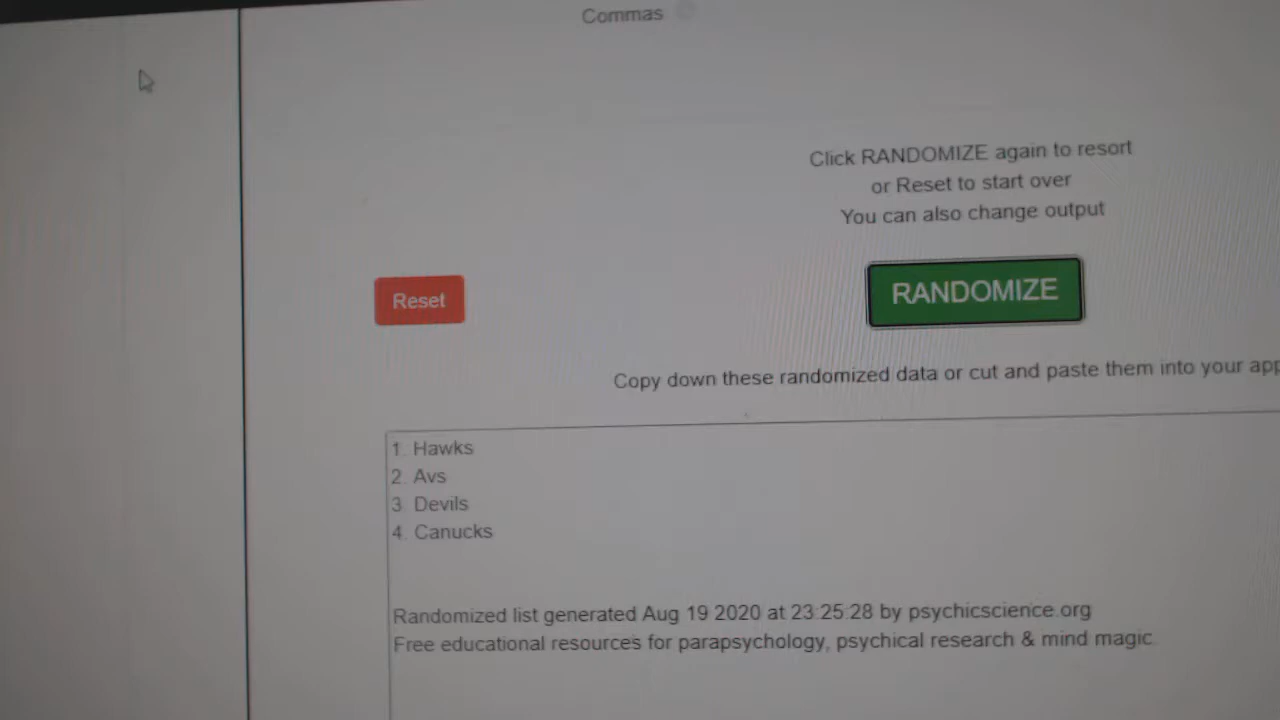 Commas
Click RANDOMIZE again to resort
or Reset to start over
You can also change output
Reset
RANDOMIZE
Copy down these randomized data or cut and paste them into your app
1. Hawks
2. Avs
3. Devils
4. Canucks
Randomized list generated Aug 19 2020 at 23:25:28 by psychicscience.org
Free educational resources for parapsychology, psychical research & mind magic